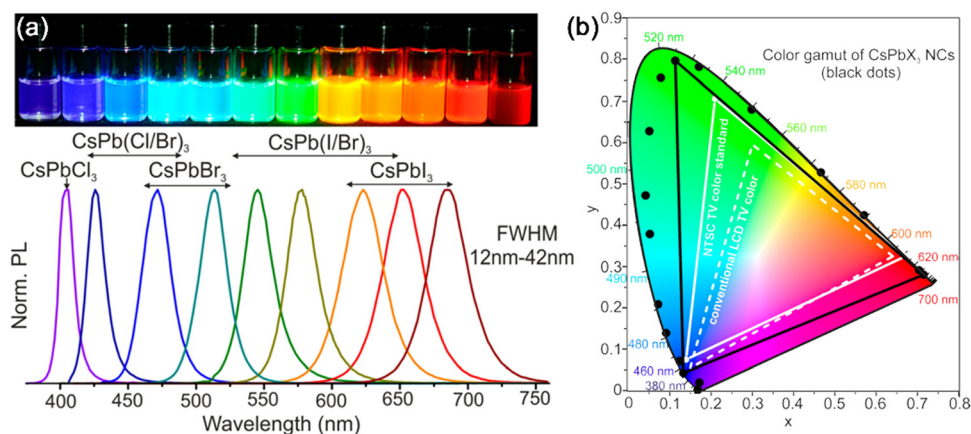 (a)
CsPb(Cl/Br)₃
CsPb(I/Br)₃
CsPbCl₃
CsPbBr₃
CsPbI₃
FWHM
12nm-42nm
Norm. PL
400 450 500 550 600 650 700 750
Wavelength (nm)
(b)
Color gamut of CsPbX₃ NCs
(black dots)
520 nm
540 nm
560 nm
580 nm
600 nm
620 nm
700 nm
500 nm
490 nm
480 nm
460 nm
380 nm
NTSC TV color standard
conventional LCD TV color
0.9
0.8
0.7
0.6
0.5
0.4
0.3
0.2
0.1
0
y
0 0.1 0.2 0.3 0.4 0.5 0.6 0.7 0.8
x